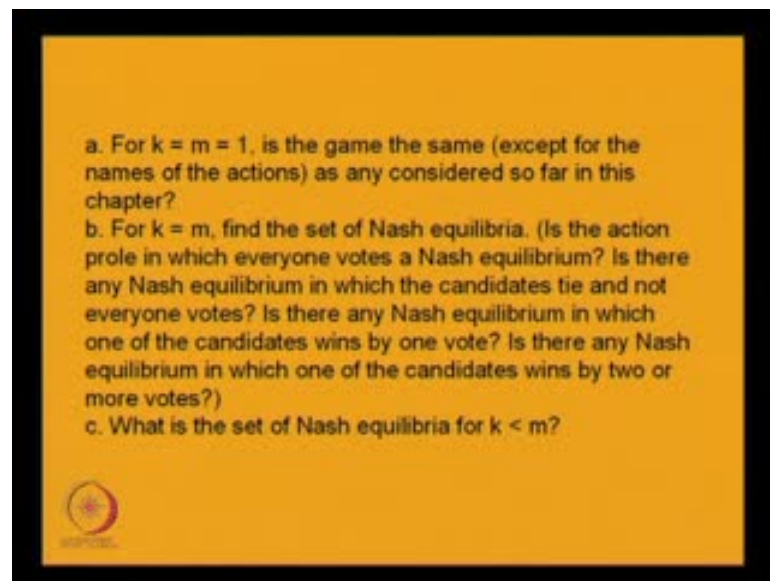 a. For k = m = 1, is the game the same (except for the
names of the actions) as any considered so far in this
chapter?
b. For k = m, find the set of Nash equilibria. (Is the action
prole in which everyone votes a Nash equilibrium? Is there
any Nash equilibrium in which the candidates tie and not
everyone votes? Is there any Nash equilibrium in which
one of the candidates wins by one vote? Is there any Nash
equilibrium in which one of the candidates wins by two or
more votes?)
c. What is the set of Nash equilibria for k < m?